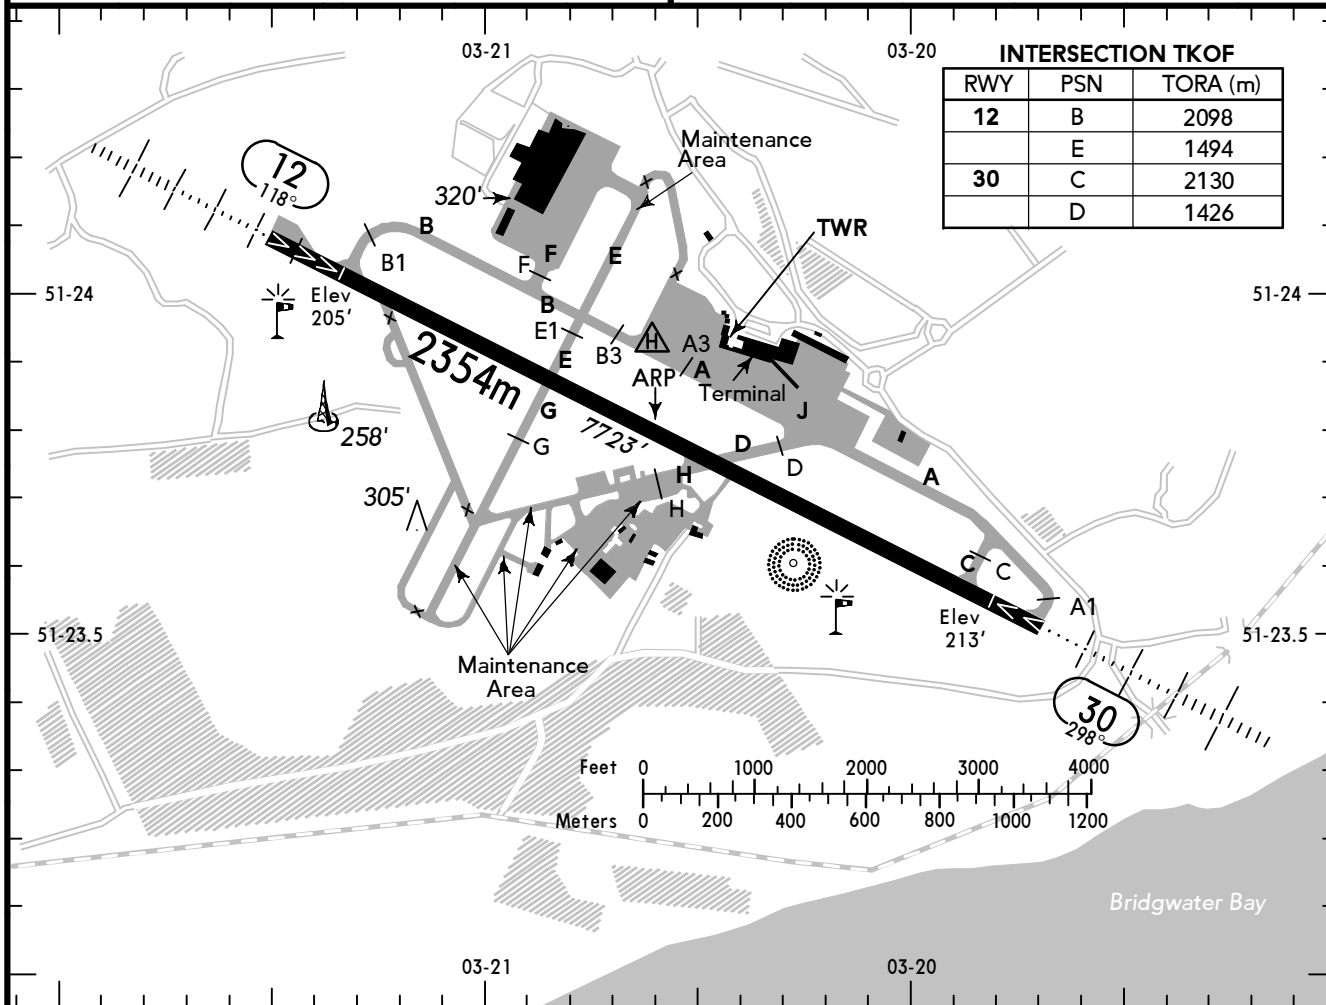 03-21
03-20
INTERSECTION TKOF
RWY PSN TORA (m)
12 B 2098
E 1494
30 C 2130
D 1426
12
118°
320'
Maintenance
Area
TWR
B
B1
F
F
E
51-24
51-24
Elev
205'
B
E1
B3
H
A3
E
ARP
A
Terminal
2354m
7723'
G
G
J
D
D
258'
305'
H
H
A
C
C
A1
Elev
213'
51-23.5
51-23.5
Maintenance
Area
30
298°
Feet 0 1000 2000 3000 4000
Meters 0 200 400 600 800 1000 1200
Bridgwater Bay
03-21
03-20